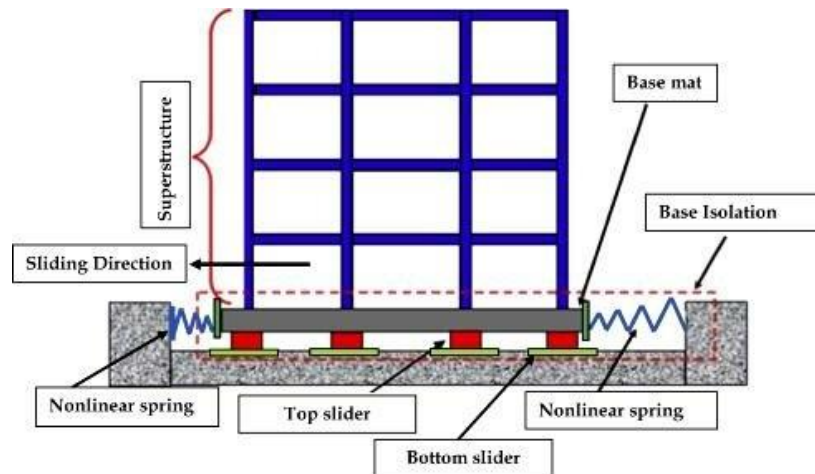 Base mat
Superstructure
Base Isolation
Sliding Direction
Nonlinear spring
Top slider
Nonlinear spring
Bottom slider